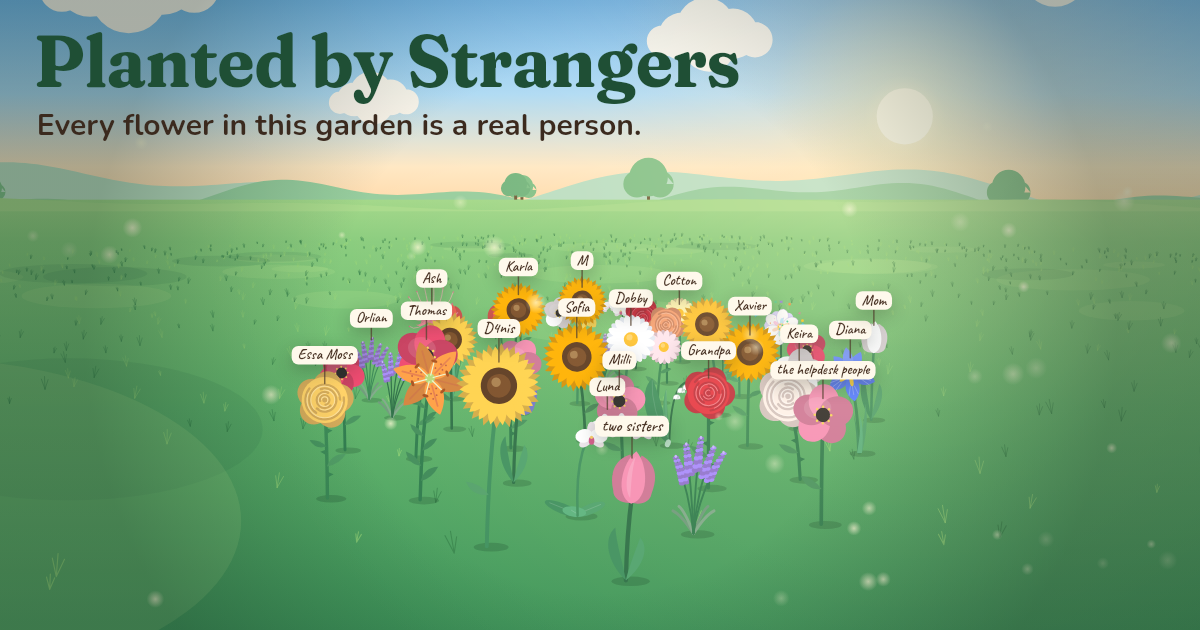 Planted by Strangers
Every flower in this garden is a real person.
M
Karla
Ash
Cotton
Dobby
Mom
Xavier
Sofia
Thomas
Orlian
D4nis
Diana
Keira
Grandpa
Essa Moss
Milli
the helpdesk people
Lund
two sisters